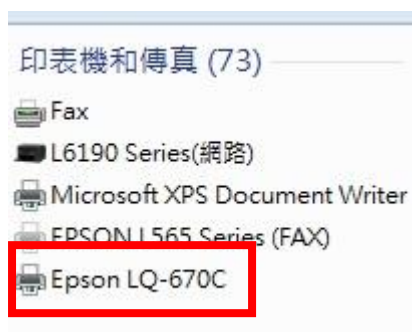 印表機和傳真 (73)
Fax
L6190 Series(網路)
Microsoft XPS Document Writer
EPSON L565 Series (FAX)
Epson LQ-670C